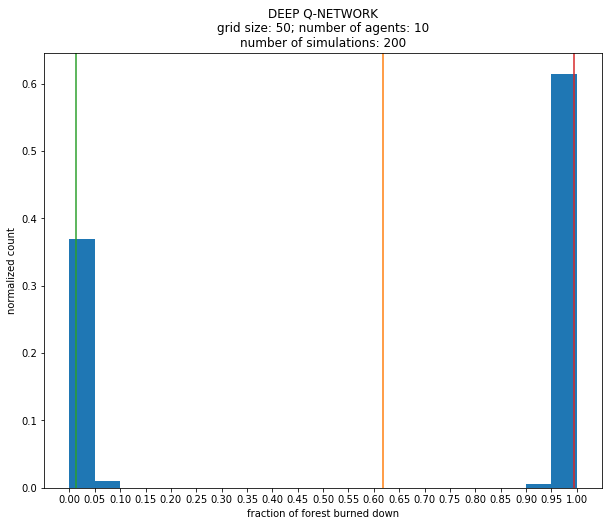 DEEP Q-NETWORK
grid size: 50; number of agents: 10
number of simulations: 200
normalized count
0.6
0.5
0.4
0.3
0.2
0.1
0.0
0.00 0.05 0.10 0.15 0.20 0.25 0.30 0.35 0.40 0.45 0.50 0.55 0.60 0.65 0.70 0.75 0.80 0.85 0.90 0.95 1.00
fraction of forest burned down